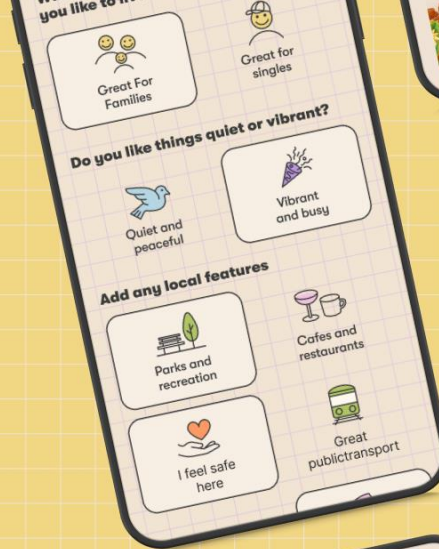 you like to
Great For
Families
Great for
singles
Do you like things quiet or vibrant?
Quiet and
peaceful
Vibrant
and busy
Add any local features
Parks and
recreation
Cafes and
restaurants
I feel safe
here
Great
publictransport